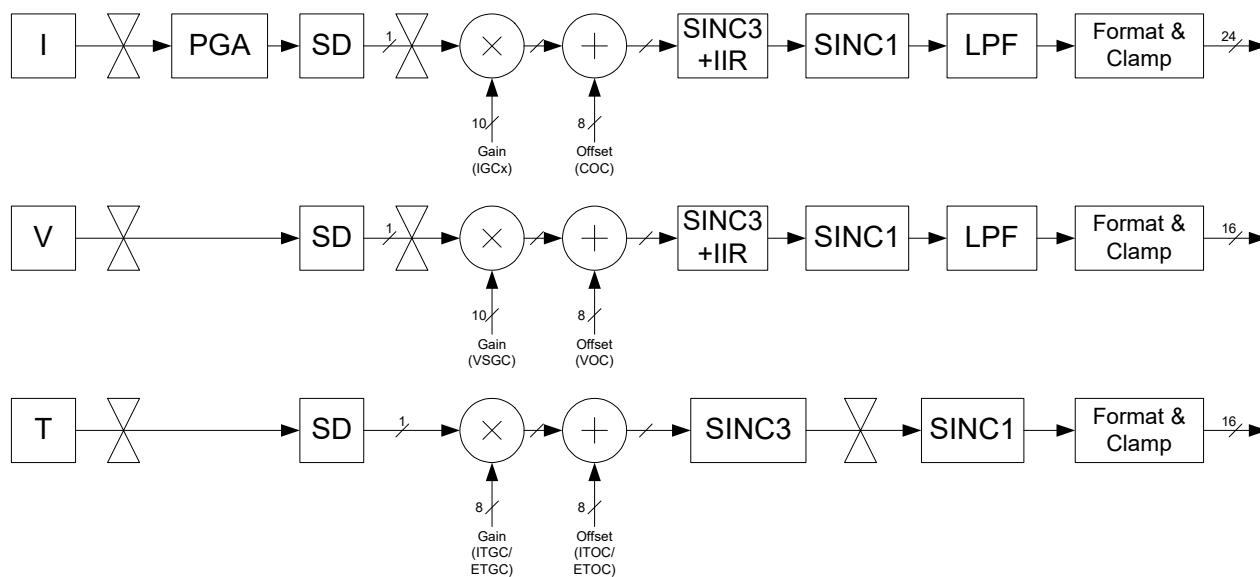 I
PGA
SD
1
SINC3
+IIR
SINC1
LPF
Format &
Clamp
24
10
Gain
(IGCx)
8
Offset
(COC)
V
SD
1
SINC3
+IIR
SINC1
LPF
Format &
Clamp
16
10
Gain
(VSGC)
8
Offset
(VOC)
T
SD
1
SINC3
SINC1
Format &
Clamp
16
8
Gain
(ITGC/
ETGC)
8
Offset
(ITOC/
ETOC)